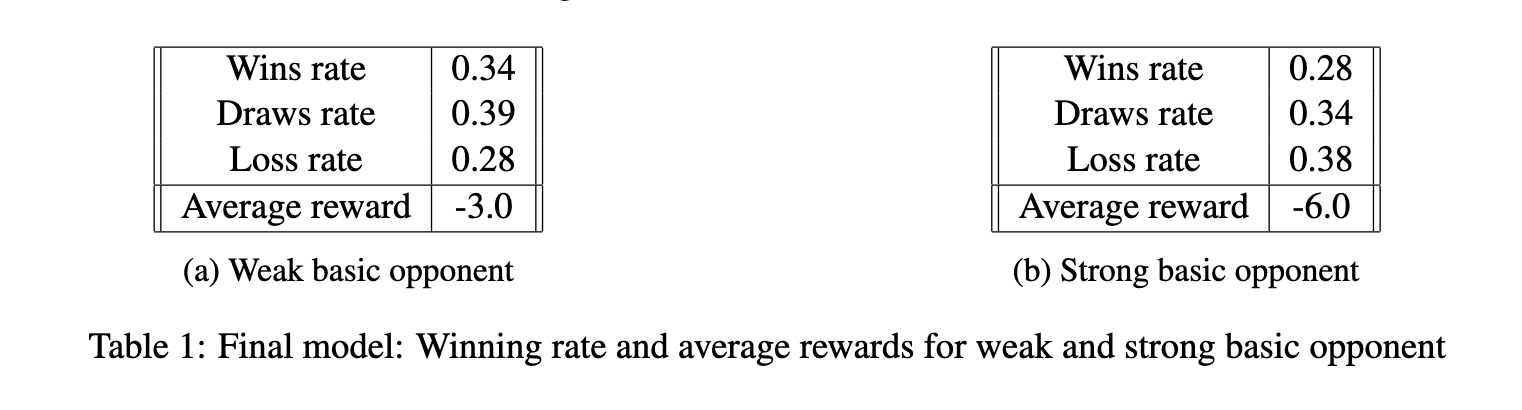 Wins rate 0.34
Draws rate 0.39
Loss rate 0.28
Average reward -3.0
(a) Weak basic opponent
Wins rate 0.28
Draws rate 0.34
Loss rate 0.38
Average reward -6.0
(b) Strong basic opponent
Table 1: Final model: Winning rate and average rewards for weak and strong basic opponent